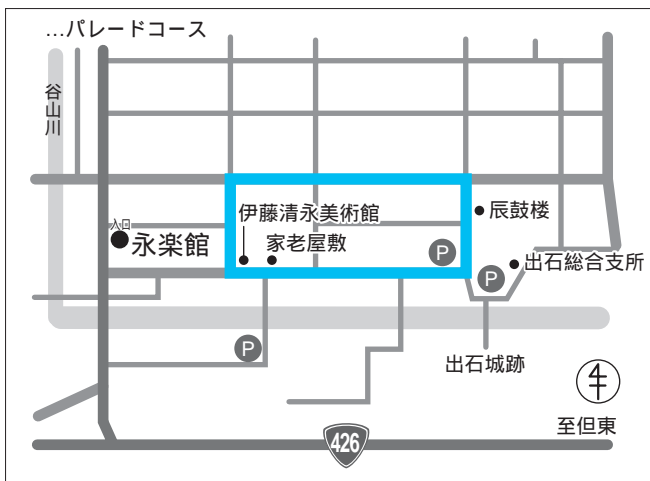 …パレードコース
谷山川
伊藤清永美術館
辰鼓楼
入口
永楽館
家老屋敷
P
P
出石総合支所
P
出石城跡
至但東
426